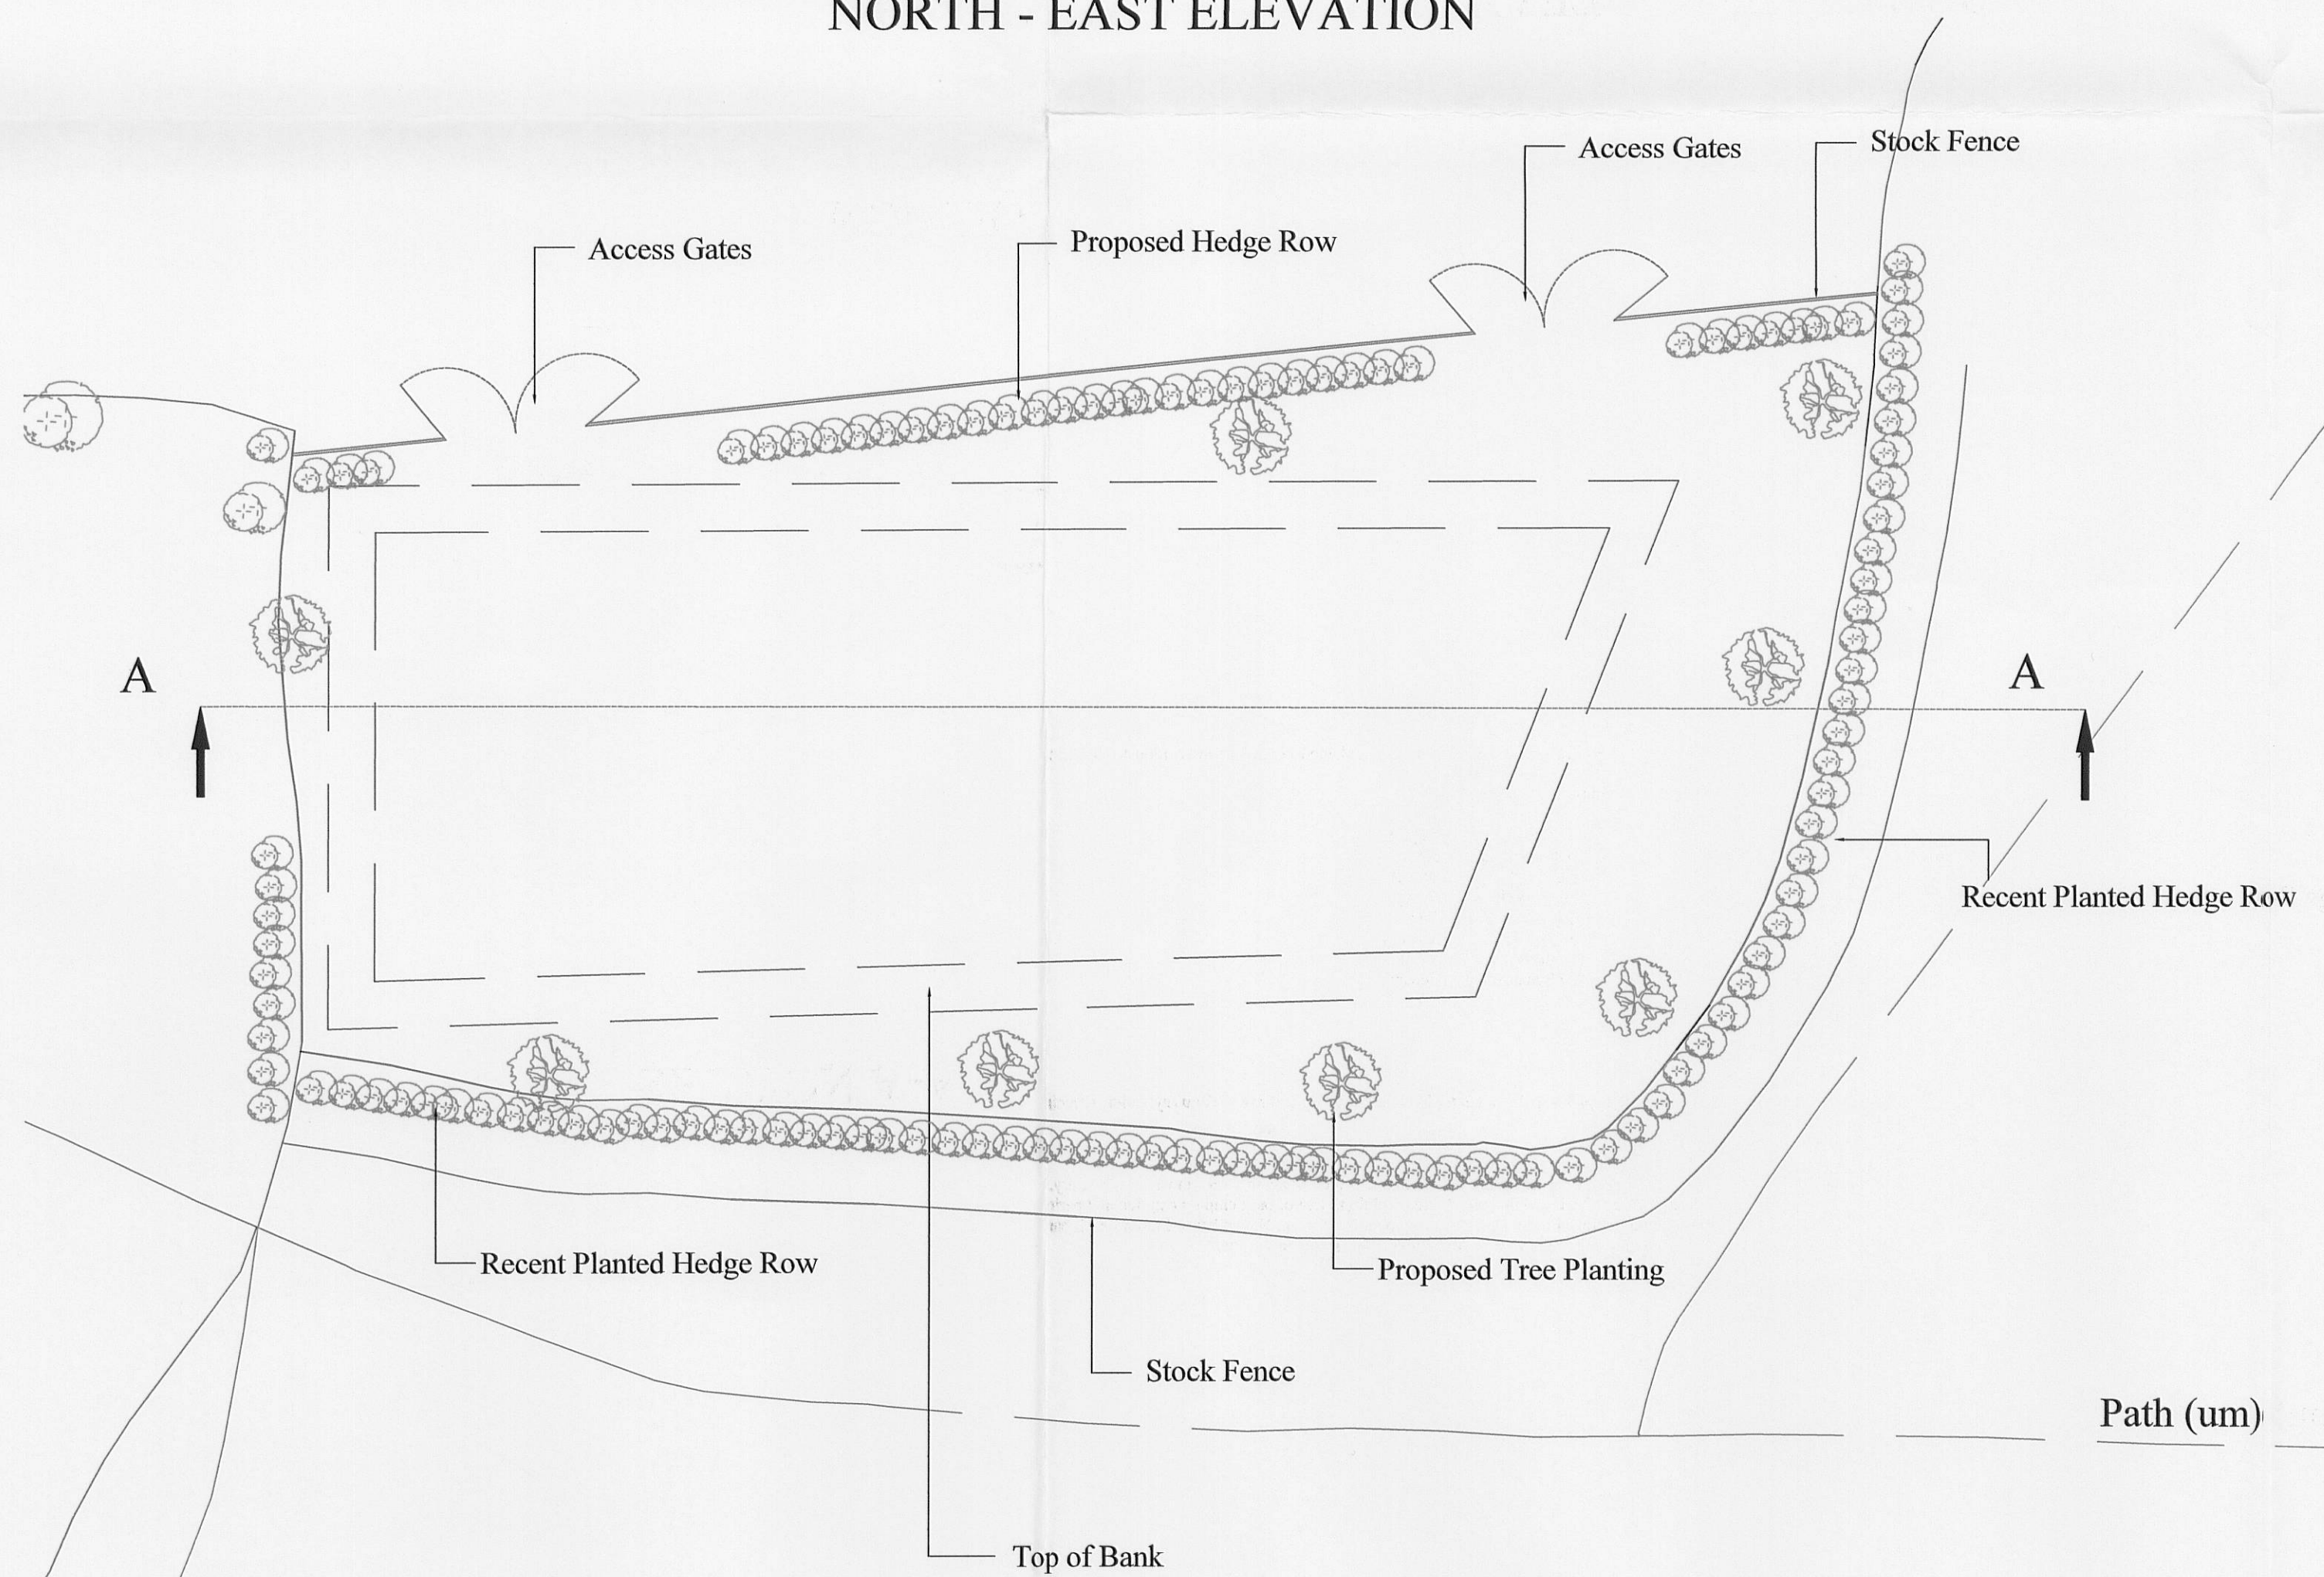 NORTH - EAST ELEVATION
Access Gates
Stock Fence
Access Gates
Proposed Hedge Row
A
A
Recent Planted Hedge Row
Recent Planted Hedge Row
Proposed Tree Planting
Stock Fence
Path (um)
Top of Bank